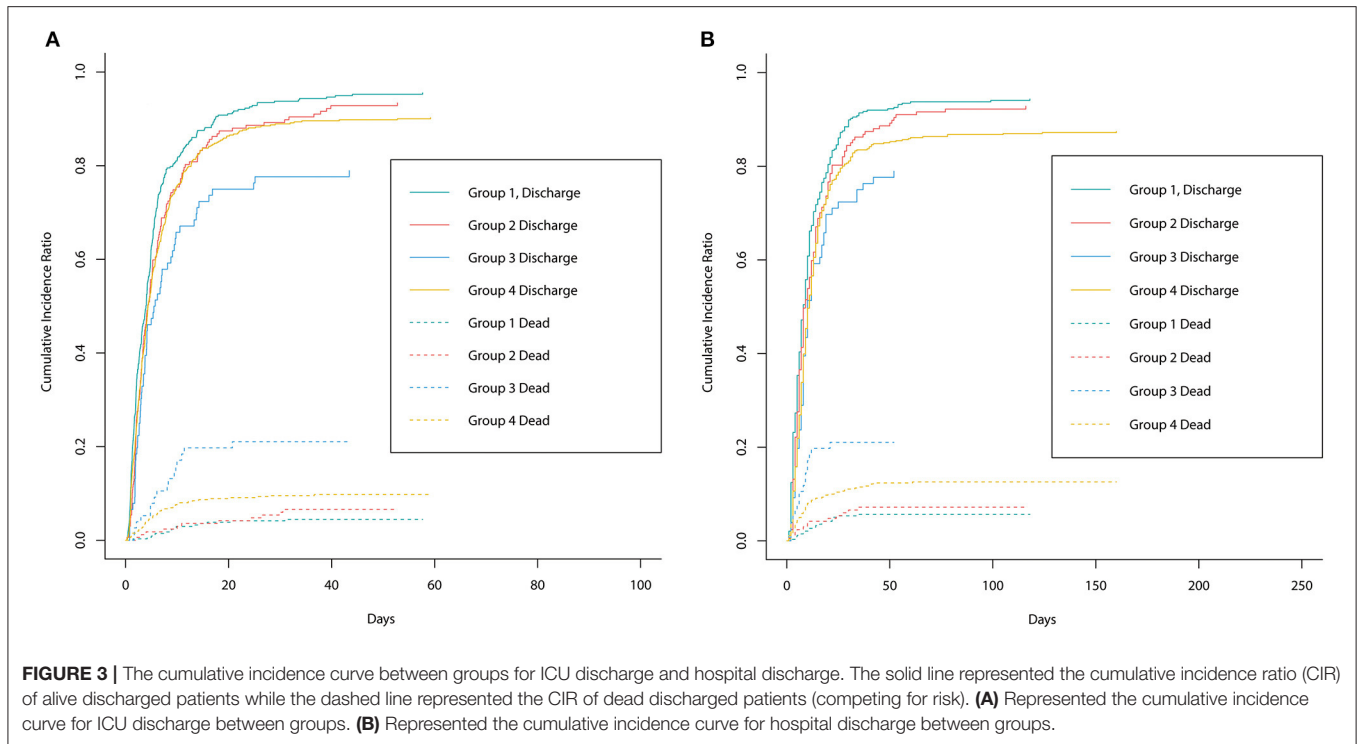 A
Cumulative Incidence Ratio
1.0
0.8
0.6
0.4
0.2
0.0
0 20 40 60 80 100
Days
Group 1, Discharge
Group 2 Discharge
Group 3 Discharge
Group 4 Discharge
Group 1 Dead
Group 2 Dead
Group 3 Dead
Group 4 Dead
B
Cumulative Incidence Ratio
1.0
0.8
0.6
0.4
0.2
0.0
0 50 100 150 200 250
Days
Group 1, Discharge
Group 2 Discharge
Group 3 Discharge
Group 4 Discharge
Group 1 Dead
Group 2 Dead
Group 3 Dead
Group 4 Dead
FIGURE 3 | The cumulative incidence curve between groups for ICU discharge and hospital discharge. The solid line represented the cumulative incidence ratio (CIR)
of alive discharged patients while the dashed line represented the CIR of dead discharged patients (competing for risk). (A) Represented the cumulative incidence
curve for ICU discharge between groups. (B) Represented the cumulative incidence curve for hospital discharge between groups.